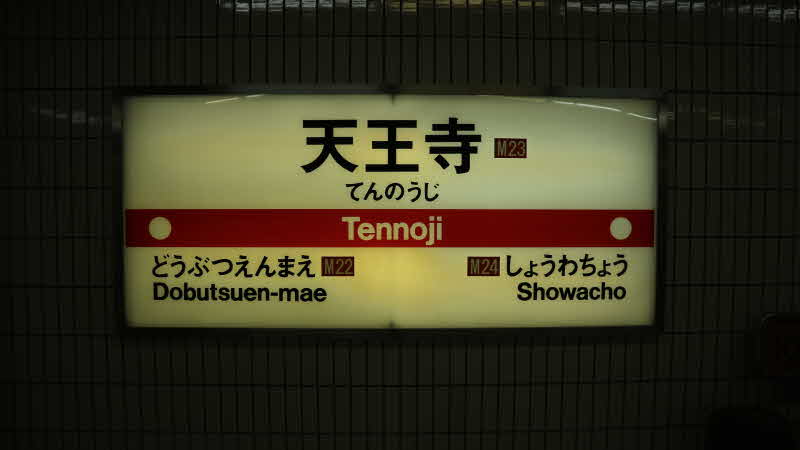 天王寺 M23
てんのうじ
Tennoji
どうぶつえんまえ M22
Dobutsuen-mae
M24 しょうわちょう
Showacho